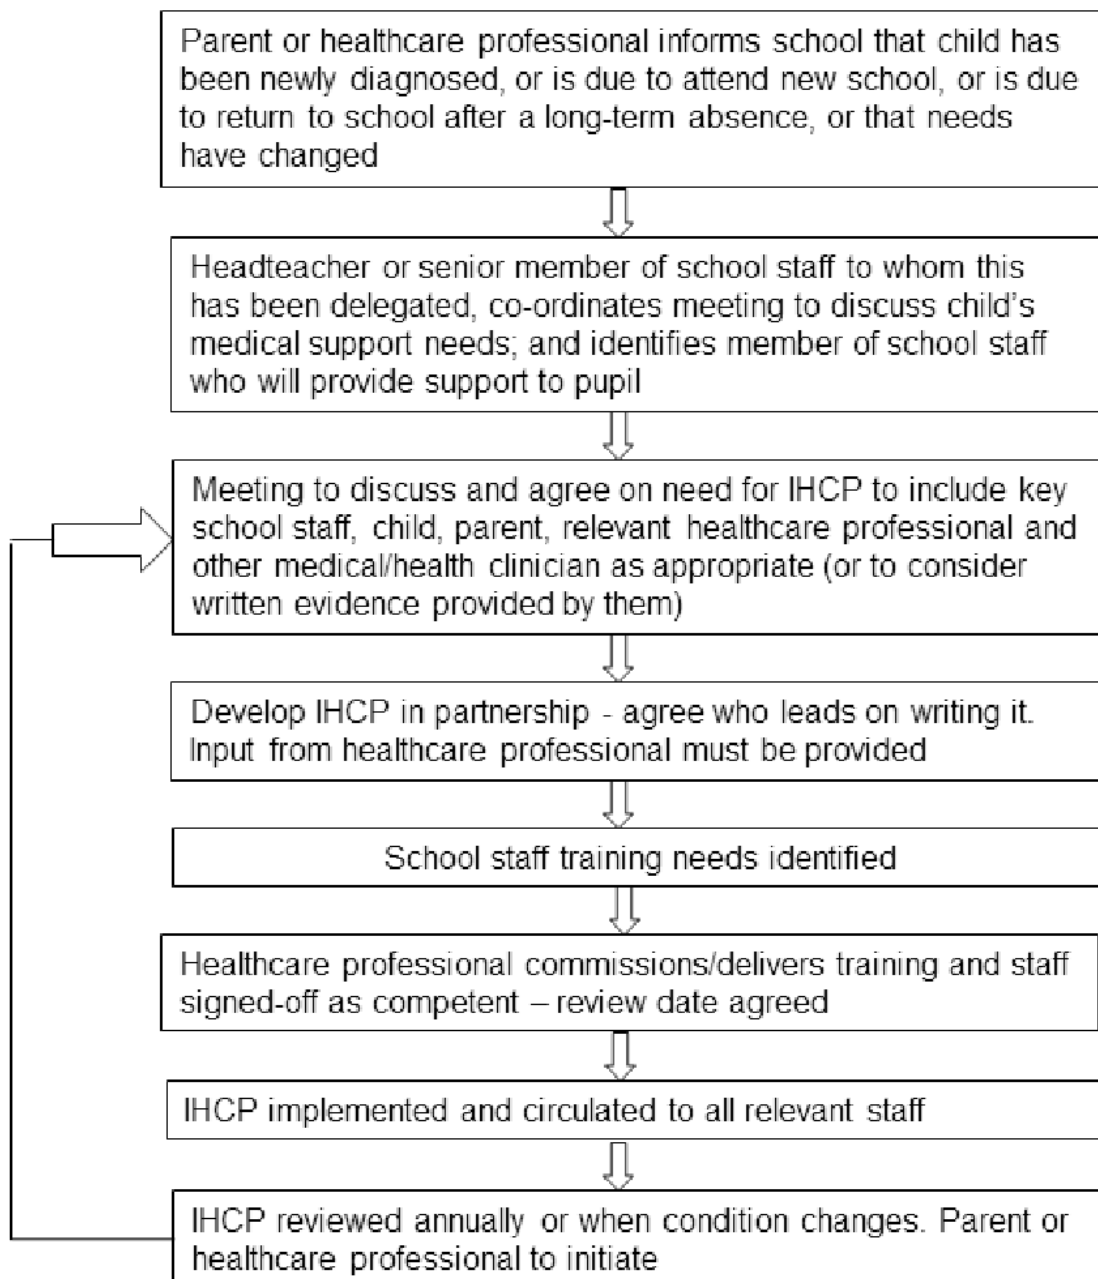 Parent or healthcare professional informs school that child has
been newly diagnosed, or is due to attend new school, or is due
to return to school after a long-term absence, or that needs
have changed
Headteacher or senior member of school staff to whom this
has been delegated, co-ordinates meeting to discuss child's
medical support needs; and identifies member of school staff
who will provide support to pupil
Meeting to discuss and agree on need for IHCP to include key
school staff, child, parent, relevant healthcare professional and
other medical/health clinician as appropriate (or to consider
written evidence provided by them)
Develop IHCP in partnership - agree who leads on writing it.
Input from healthcare professional must be provided
School staff training needs identified
Healthcare professional commissions/delivers training and staff
signed-off as competent – review date agreed
IHCP implemented and circulated to all relevant staff
IHCP reviewed annually or when condition changes. Parent or
healthcare professional to initiate